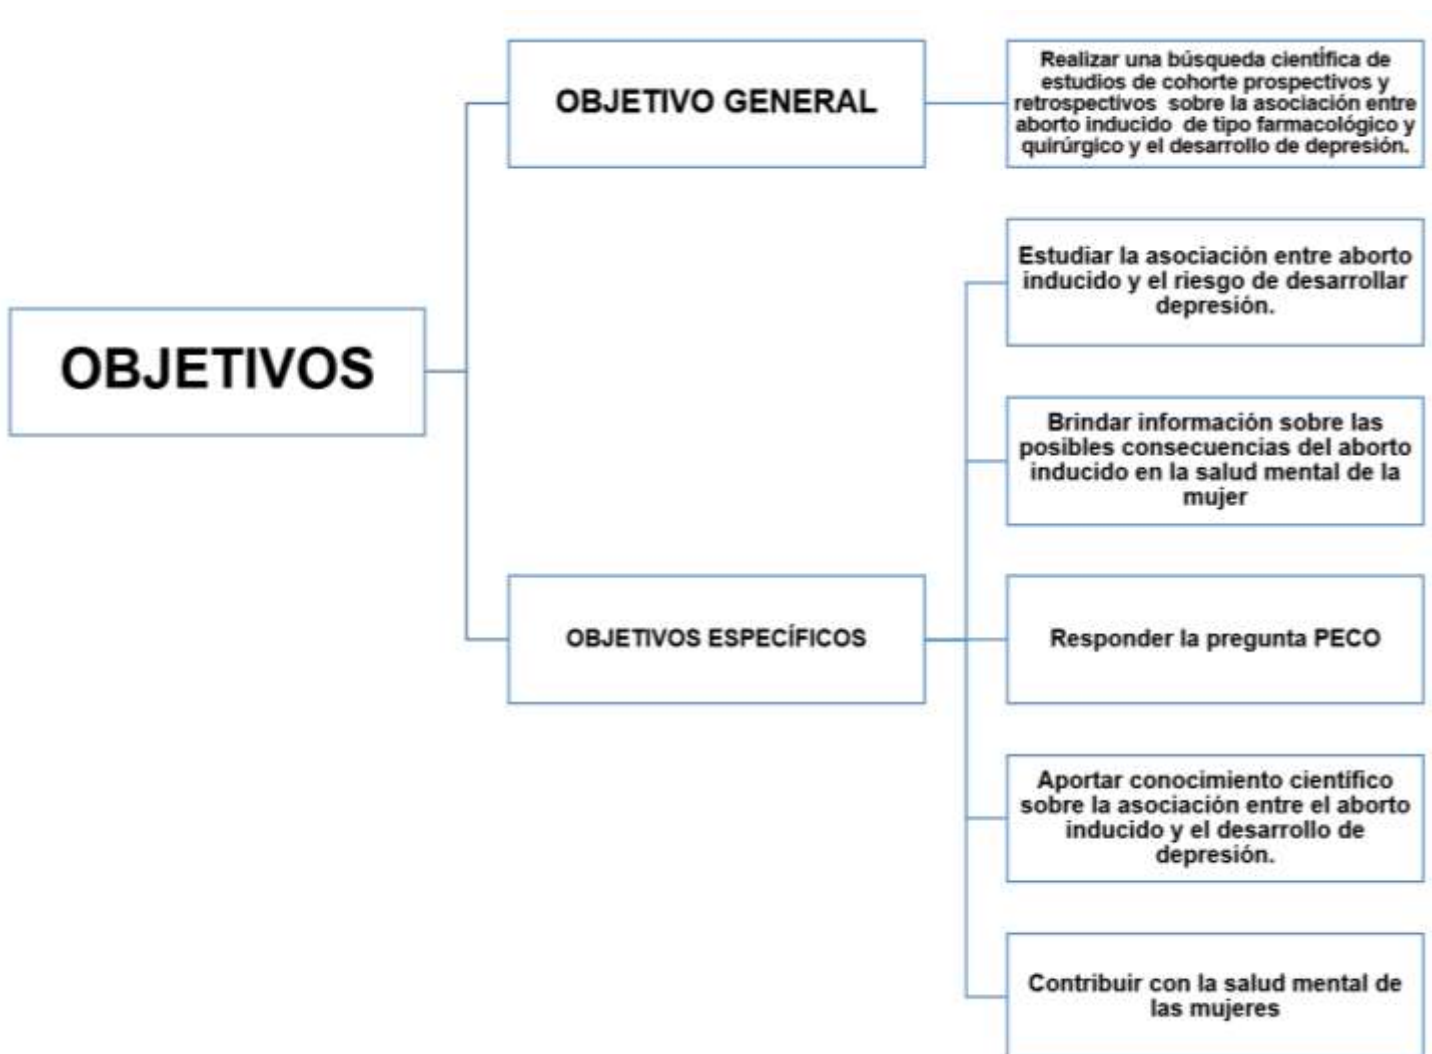 OBJETIVOS
OBJETIVO GENERAL
Realizar una búsqueda científica de
estudios de cohorte prospectivos y
retrospectivos sobre la asociación entre
aborto inducido de tipo farmacológico y
quirúrgico y el desarrollo de depresión.
OBJETIVOS ESPECÍFICOS
Estudiar la asociación entre aborto
inducido y el riesgo de desarrollar
depresión.
Brindar información sobre las
posibles consecuencias del aborto
inducido en la salud mental de la
mujer
Responder la pregunta PECO
Aportar conocimiento científico
sobre la asociación entre el aborto
inducido y el desarrollo de
depresión.
Contribuir con la salud mental de
las mujeres